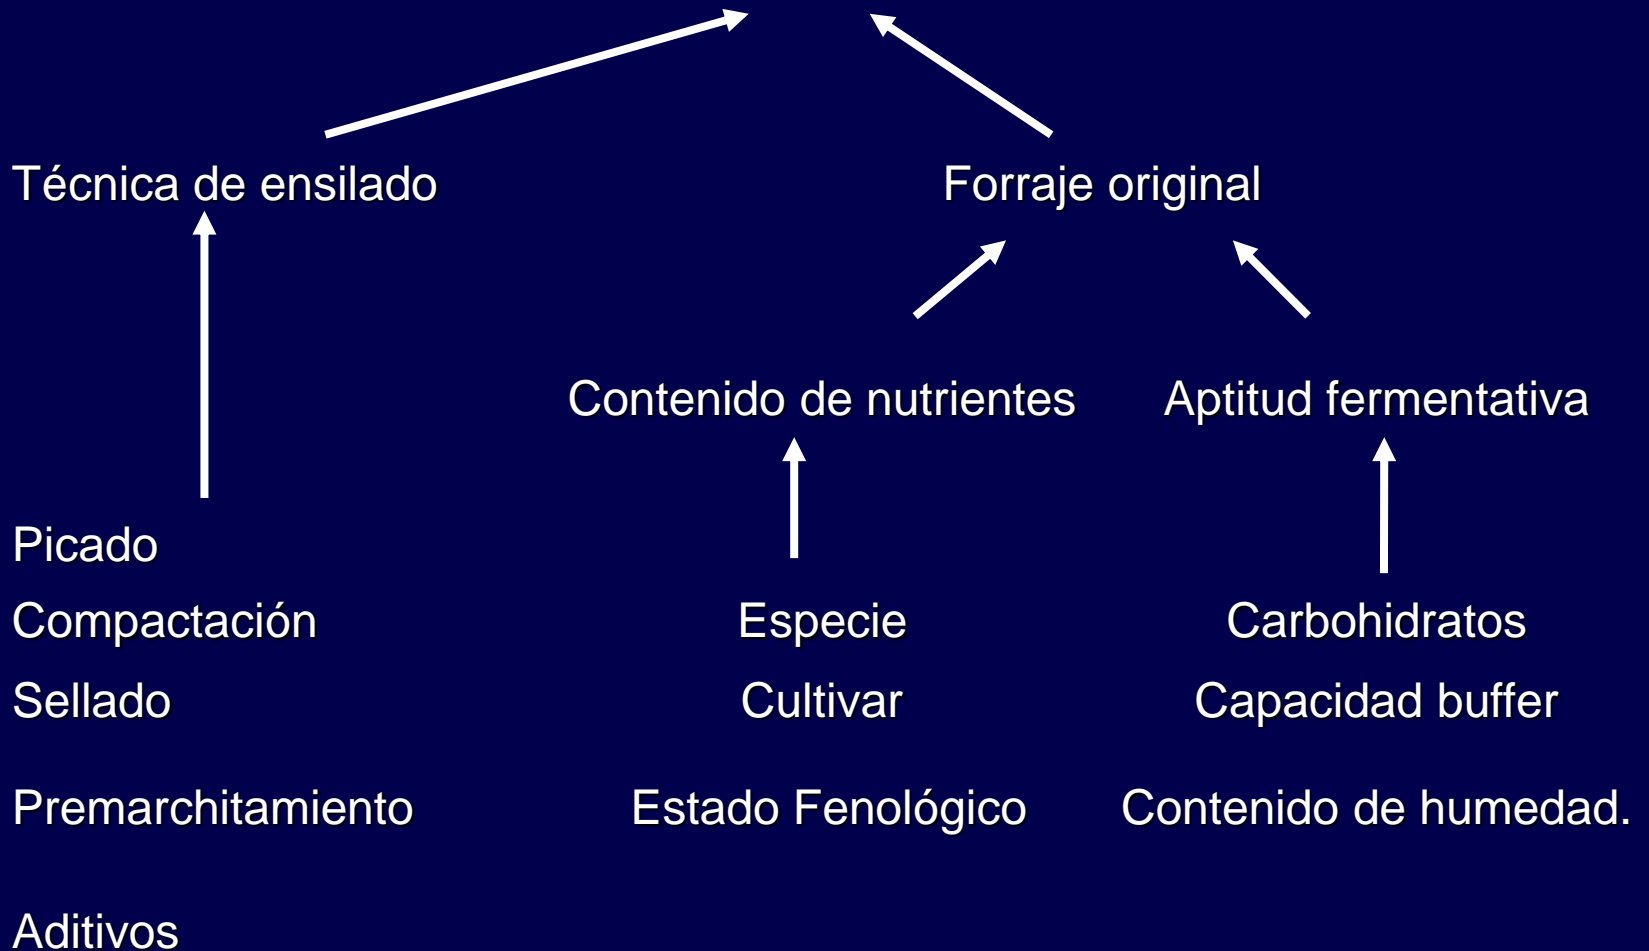 Técnica de ensilado
Forraje original
Contenido de nutrientes
Aptitud fermentativa
Picado
Compactación
Sellado
Premarchitamiento
Aditivos
Especie
Cultivar
Estado Fenológico
Carbohidratos
Capacidad buffer
Contenido de humedad.